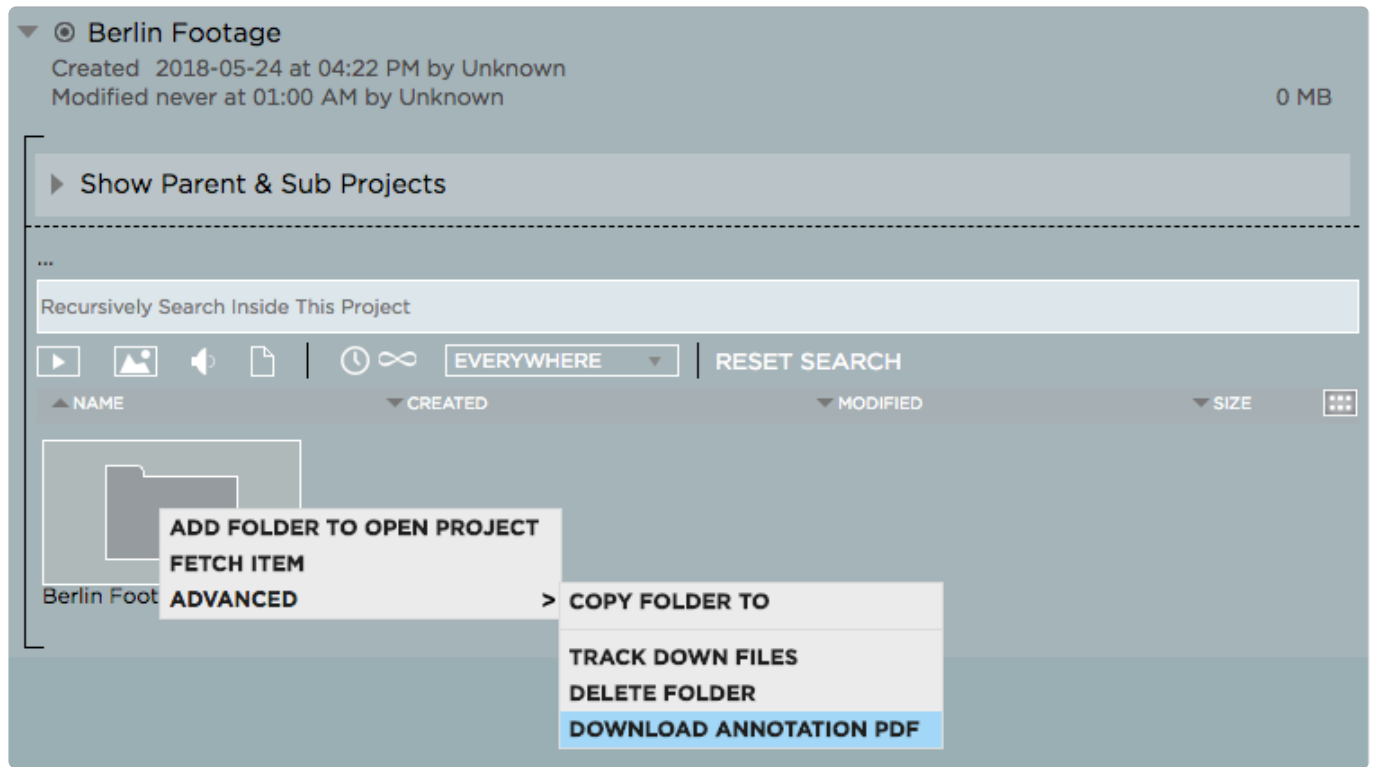 Berlin Footage
Created 2018-05-24 at 04:22 PM by Unknown
Modified never at 01:00 AM by Unknown 0 MB
Show Parent & Sub Projects
...
Recursively Search Inside This Project
EVERYWHERE RESET SEARCH
NAME CREATED MODIFIED SIZE
ADD FOLDER TO OPEN PROJECT
FETCH ITEM
Berlin Foot
ADVANCED >
COPY FOLDER TO
TRACK DOWN FILES
DELETE FOLDER
DOWNLOAD ANNOTATION PDF